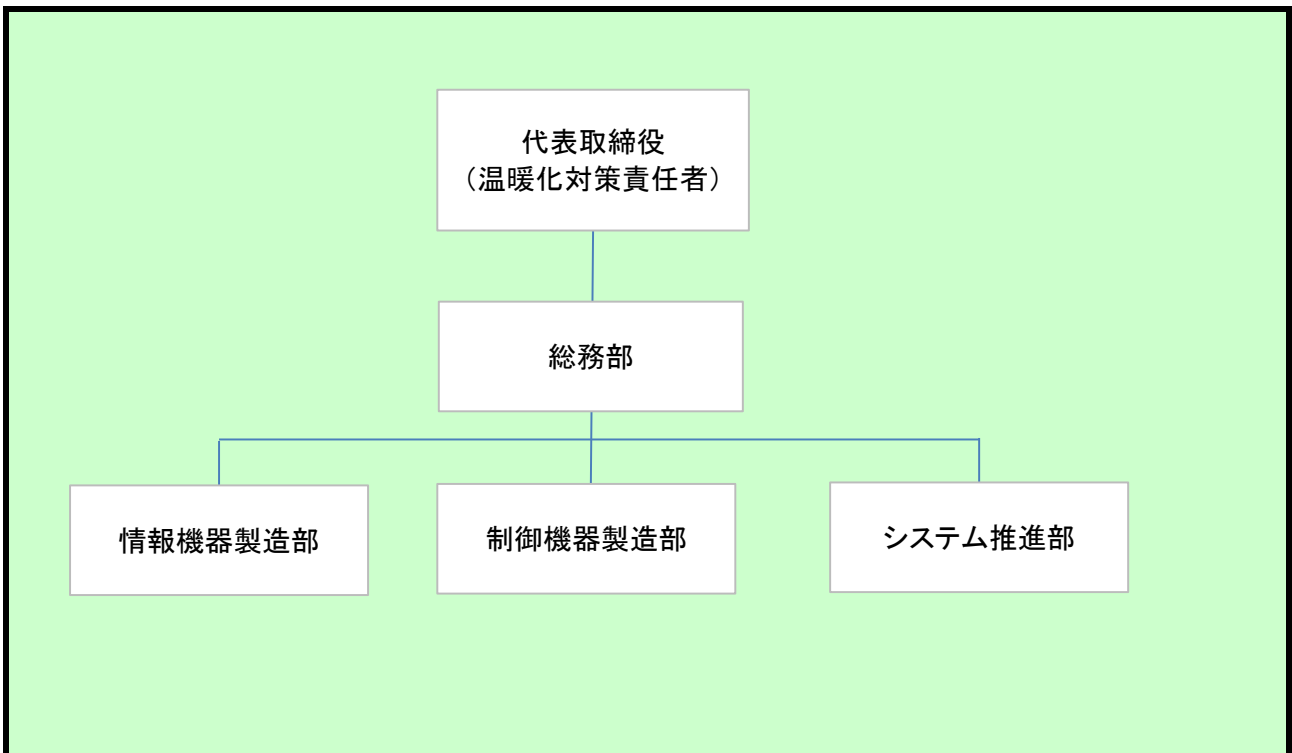 代表取締役
（温暖化対策責任者）
総務部
情報機器製造部
制御機器製造部
システム推進部